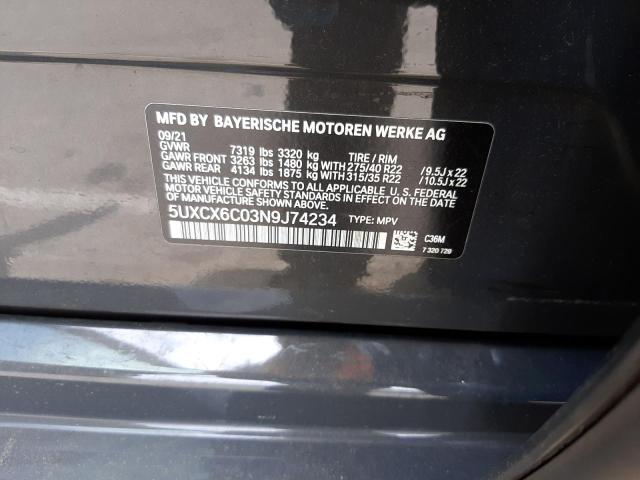 MFD BY BAYERISCHE MOTOREN WERKE AG
09/21
GVWR 7319 lbs 3320 kg TIRE / RIM
GAWR FRONT 3263 lbs 1480 kg WITH 275/40 R22 / 9.5J x 22
GAWR REAR 4134 lbs 1875 kg WITH 315/35 R22 / 10.5J x 22
THIS VEHICLE CONFORMS TO ALL APPLICABLE U. S. FEDERAL
MOTOR VEHICLE SAFETY STANDARDS IN EFFECT ON THE DATE
OF MANUFACTURE SHOWN ABOVE.
5UXCX6C03N9J74234 TYPE: MPV
C36M
7 320 729